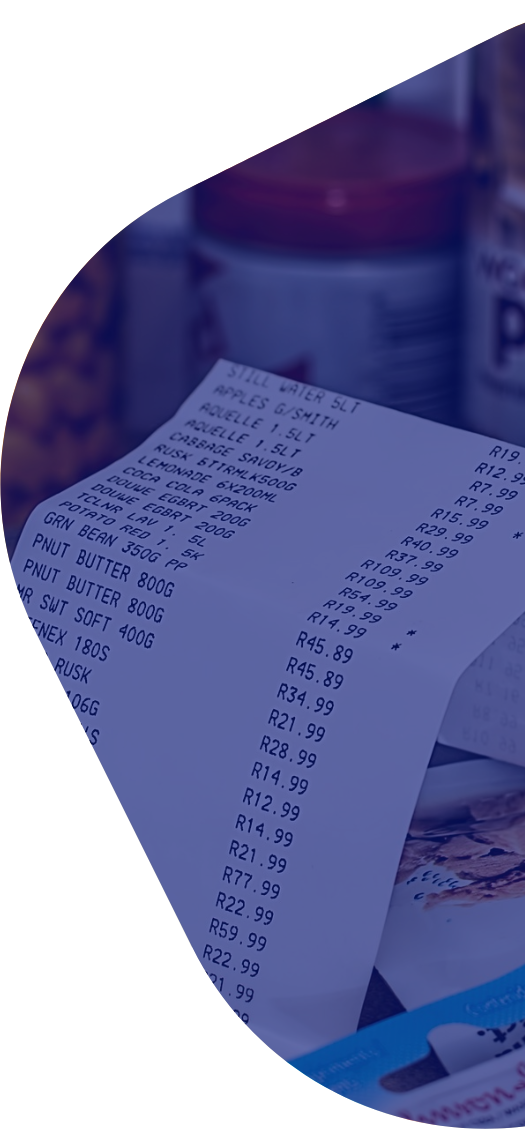 STILL WATER 5LT R19.
APPLES G/SMITH R12.99
AQUELLE 1.5LT R7.99
AQUELLE 1.5LT R7.99
CABBAGE SAVOY/B R15.99 *
RUSK BTTRMLK500G R29.99
LEMONADE 6X200ML R40.99
COCA COLA 6PACK R37.99
DOUWE EGBRT 200G R109.99
DOUWE EGBRT 200G R109.99
TCLNR LAV 1. 5L R54.99
POTATO RED 1. 5K R19.99 *
GRN BEAN 350G PP R14.99 *
PNUT BUTTER 800G R45.89
PNUT BUTTER 800G R45.89
MR SWT SOFT 400G R34.99
ENEX 180S R21.99
RUSK R28.99
106G R14.99
LS R12.99
R14.99
R21.99
R77.99
R22.99
R59.99
R22.99